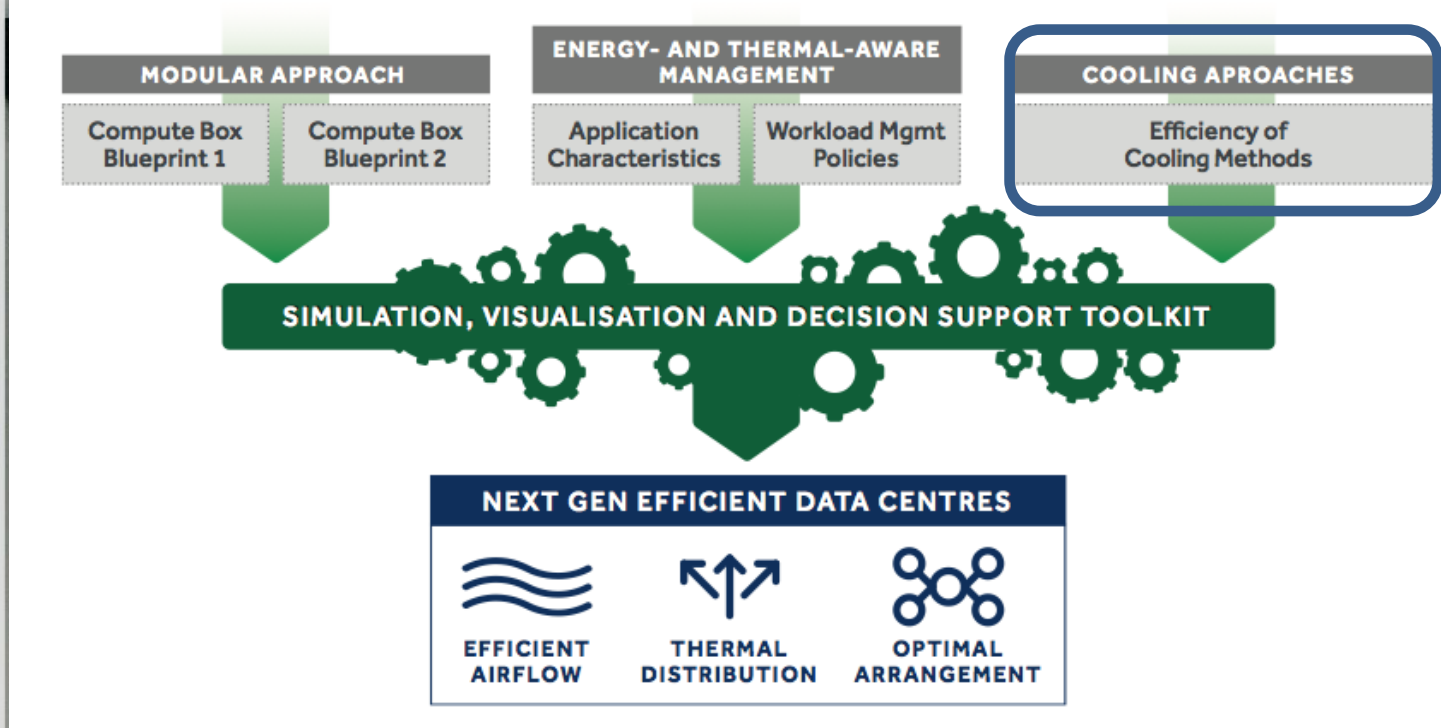 MODULAR APPROACH
Compute Box
Blueprint 1
Compute Box
Blueprint 2
ENERGY- AND THERMAL-AWARE
MANAGEMENT
Application
Characteristics
Workload Mgmt
Policies
COOLING APROACHES
Efficiency of
Cooling Methods
SIMULATION, VISUALISATION AND DECISION SUPPORT TOOLKIT
NEXT GEN EFFICIENT DATA CENTRES
EFFICIENT
AIRFLOW
THERMAL
DISTRIBUTION
OPTIMAL
ARRANGEMENT